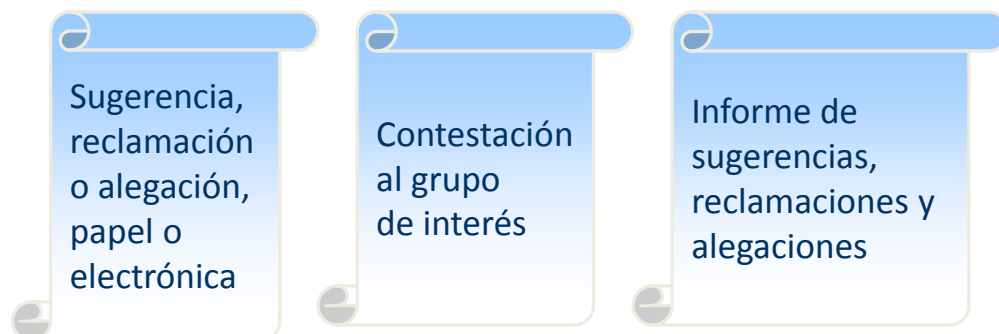 Sugerencia,
reclamación
o alegación,
papel o
electrónica
Contestación
al grupo
de interés
Informe de
sugerencias,
reclamaciones y
alegaciones